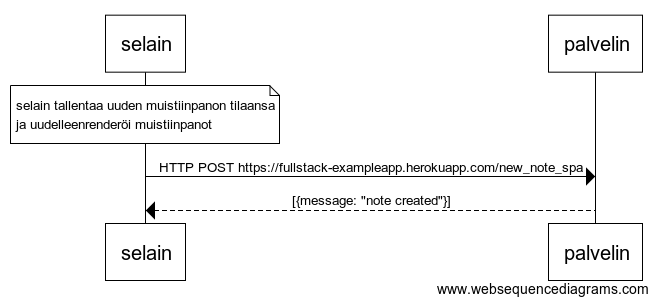 selain
palvelin
selain tallentaa uuden muistiinpanon tilaansa
ja uudelleenrenderöi muistiinpanot
HTTP POST https://fullstack-exampleapp.herokuapp.com/new_note_spa
[{message: "note created"}]
selain
palvelin
www.websequencediagrams.com